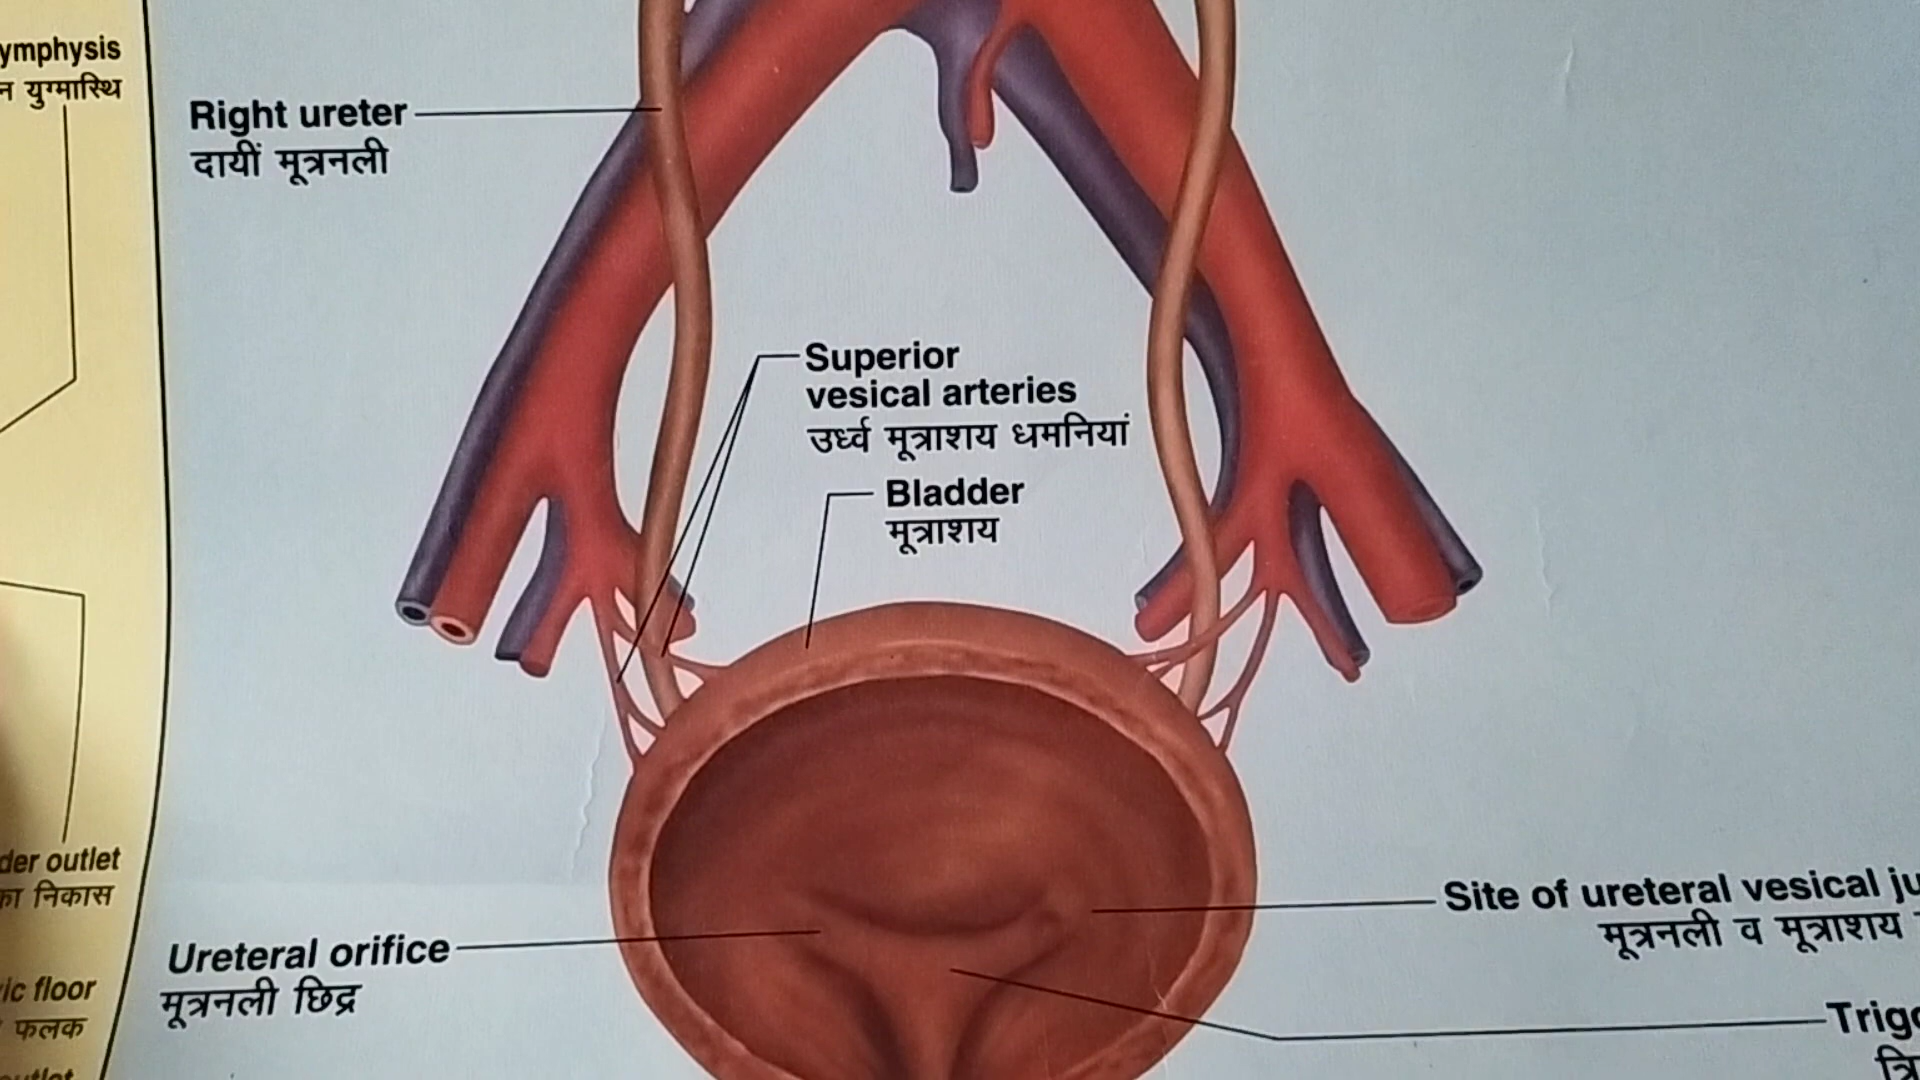 ymphysis
युग्मास्थि
Right ureter
दायीं मूत्रनली
Superior
vesical arteries
उर्ध्व मूत्राशय धमनियां
Bladder
मूत्राशय
der outlet
का निकास
Site of ureteral vesical ju
मूत्रनली व मूत्राशय
Ureteral orifice
मूत्रनली छिद्र
ic floor
फलक
Trigo
त्रि
outlet